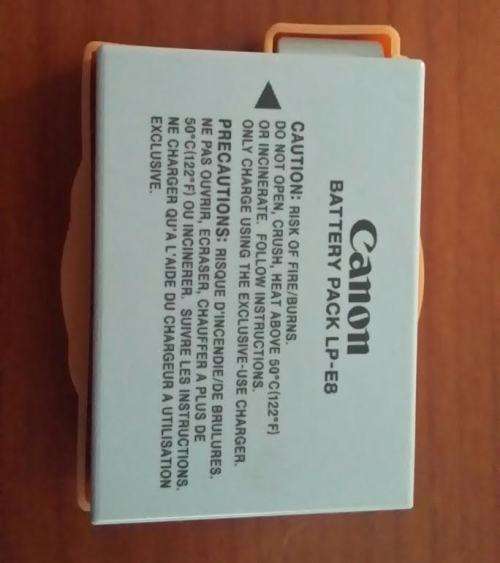 Canon
BATTERY PACK LP-E8
CAUTION: RISK OF FIRE/BURNS.
DO NOT OPEN, CRUSH, HEAT ABOVE 50°C(122°F)
OR INCINERATE. FOLLOW INSTRUCTIONS.
ONLY CHARGE USING THE EXCLUSIVE-USE CHARGER.
PRECAUTIONS: RISQUE D'INCENDIE/DE BRULURES.
NE PAS OUVRIR, ECRASER, CHAUFFER A PLUS DE
50°C(122°F) OU INCINERER. SUIVRE LES INSTRUCTIONS.
NE CHARGER QU'A L'AIDE DU CHARGEUR A UTILISATION
EXCLUSIVE.